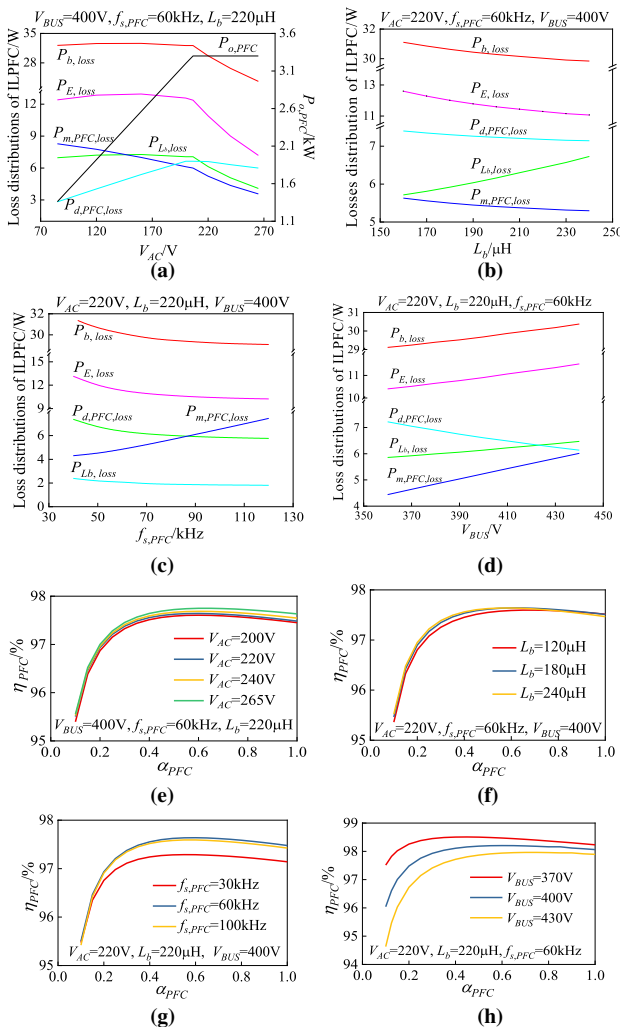 V_BUS=400V, f_s,PFC=60kHz, L_b=220μH
Loss distributions of ILPFC/W
35
28
12
9
6
3
P_b, loss
P_E, loss
P_m,PFC,loss
P_Lb,loss
P_d,PFC,loss
P_o,PFC
3.6
3.1
2.6
2.1
1.6
1.1
P_o,PFC/kW
70
120
170
220
270
V_AC/V
(a)
V_AC=220V, f_s,PFC=60kHz, V_BUS=400V
Losses distributions of ILPFC/W
32
30
13
11
7
6
5
P_b, loss
P_E, loss
P_d,PFC,loss
P_Lb,loss
P_m,PFC,loss
150
170
190
210
230
250
L_b/μH
(b)
V_AC=220V, L_b=220μH, V_BUS=400V
Loss distributions of ILPFC/W
32
30
15
12
9
6
4
2
0
P_b, loss
P_E, loss
P_d,PFC,loss
P_m,PFC,loss
P_Lb, loss
30
50
70
90
110
130
f_s,PFC/kHz
(c)
V_AC=220V, L_b=220μH, f_s,PFC=60kHz
Loss distributions of ILPFC/W
31
30
29
12
10
8
7
6
5
4
P_b, loss
P_E, loss
P_d,PFC,loss
P_Lb, loss
P_m,PFC,loss
360
390
410
440
450
V_BUS/V
(d)
η_PFC/%
98
97
96
95
V_AC=200V
V_AC=220V
V_AC=240V
V_AC=265V
V_BUS=400V, f_s,PFC=60kHz, L_b=220μH
0.0
0.2
0.4
0.6
0.8
1.0
α_PFC
(e)
η_PFC/%
98
97
96
95
L_b=120μH
L_b=180μH
L_b=240μH
V_AC=220V, f_s,PFC=60kHz, V_BUS=400V
0.0
0.2
0.4
0.6
0.8
1.0
α_PFC
(f)
η_PFC/%
98
97
96
95
f_s,PFC=30kHz
f_s,PFC=60kHz
f_s,PFC=100kHz
V_AC=220V, L_b=220μH, V_BUS=400V
0.0
0.2
0.4
0.6
0.8
1.0
α_PFC
(g)
η_PFC/%
99
98
97
96
95
94
V_BUS=370V
V_BUS=400V
V_BUS=430V
V_AC=220V, L_b=220μH, f_s,PFC=60kHz
0.0
0.2
0.4
0.6
0.8
1.0
α_PFC
(h)